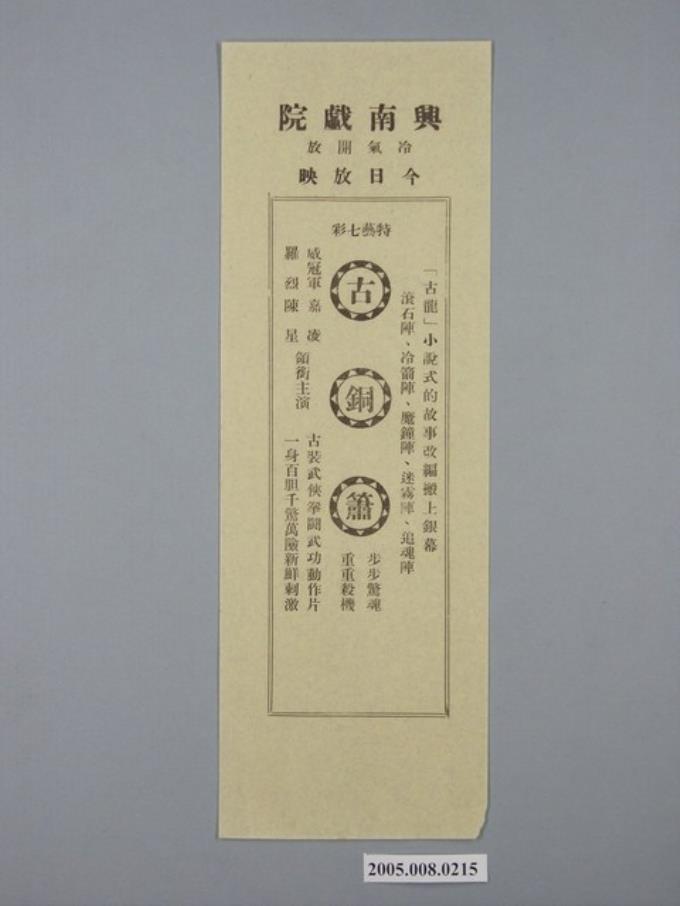 興南戲院
冷氣開放
今日放映
「古龍」小說式的故事改編搬上銀幕
滾石陣、冷箭陣、魔鐘陣、迷霧陣、追魂陣
特藝七彩
古銅簫
步步驚魂
重重殺機
威冠軍 嘉凌
羅烈 陳星
領銜主演
古裝武俠拳鬪武功動作片
一身百胆千驚萬險新鮮刺激
2005.008.0215